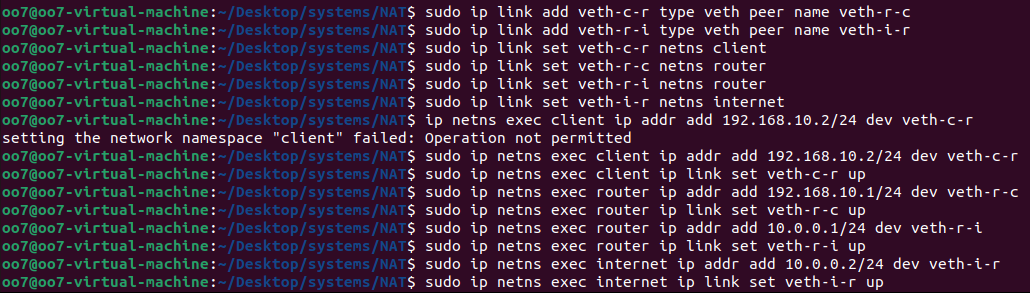 oo7@oo7-virtual-machine:~/Desktop/systems/NAT$ sudo ip link add veth-c-r type veth peer name veth-r-c
oo7@oo7-virtual-machine:~/Desktop/systems/NAT$ sudo ip link add veth-r-i type veth peer name veth-i-r
oo7@oo7-virtual-machine:~/Desktop/systems/NAT$ sudo ip link set veth-c-r netns client
oo7@oo7-virtual-machine:~/Desktop/systems/NAT$ sudo ip link set veth-r-c netns router
oo7@oo7-virtual-machine:~/Desktop/systems/NAT$ sudo ip link set veth-r-i netns router
oo7@oo7-virtual-machine:~/Desktop/systems/NAT$ sudo ip link set veth-i-r netns internet
oo7@oo7-virtual-machine:~/Desktop/systems/NAT$ ip netns exec client ip addr add 192.168.10.2/24 dev veth-c-r
setting the network namespace "client" failed: Operation not permitted
oo7@oo7-virtual-machine:~/Desktop/systems/NAT$ sudo ip netns exec client ip addr add 192.168.10.2/24 dev veth-c-r
oo7@oo7-virtual-machine:~/Desktop/systems/NAT$ sudo ip netns exec client ip link set veth-c-r up
oo7@oo7-virtual-machine:~/Desktop/systems/NAT$ sudo ip netns exec router ip addr add 192.168.10.1/24 dev veth-r-c
oo7@oo7-virtual-machine:~/Desktop/systems/NAT$ sudo ip netns exec router ip link set veth-r-c up
oo7@oo7-virtual-machine:~/Desktop/systems/NAT$ sudo ip netns exec router ip addr add 10.0.0.1/24 dev veth-r-i
oo7@oo7-virtual-machine:~/Desktop/systems/NAT$ sudo ip netns exec router ip link set veth-r-i up
oo7@oo7-virtual-machine:~/Desktop/systems/NAT$ sudo ip netns exec internet ip addr add 10.0.0.2/24 dev veth-i-r
oo7@oo7-virtual-machine:~/Desktop/systems/NAT$ sudo ip netns exec internet ip link set veth-i-r up